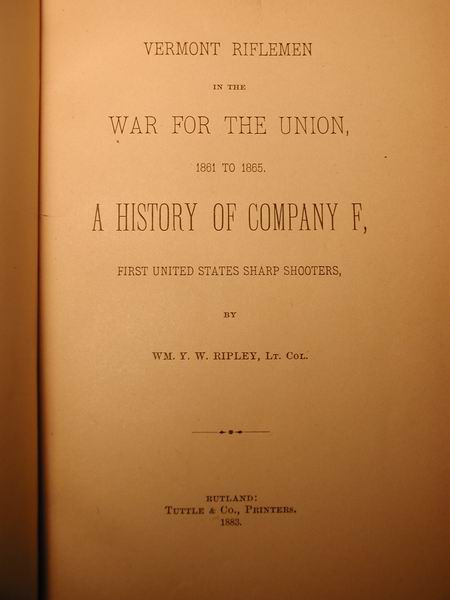 VERMONT RIFLEMEN
IN THE
WAR FOR THE UNION,
1861 TO 1865.
A HISTORY OF COMPANY F,
FIRST UNITED STATES SHARP SHOOTERS,
BY
WM. Y. W. RIPLEY, Lt. Col.
RUTLAND:
Tuttle & Co., Printers.
1883.